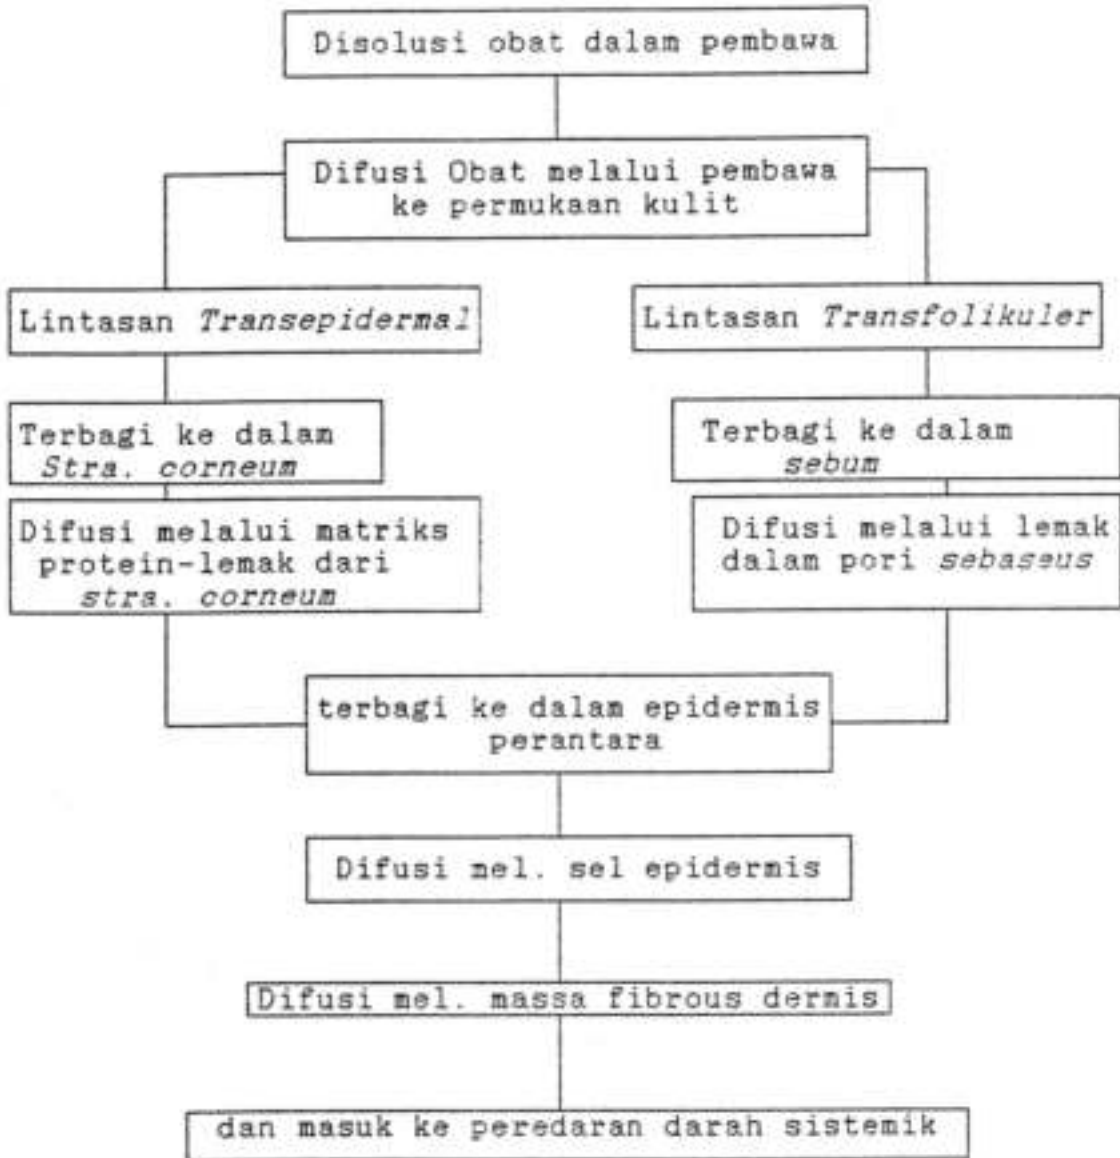 Disolusi obat dalam pembawa
Difusi Obat melalui pembawa
ke permukaan kulit
Lintasan Transepidermal
Lintasan Transfolikuler
Terbagi ke dalam
Stra. corneum
Terbagi ke dalam
sebum
Difusi melalui matriks
protein-lemak dari
stra. corneum
Difusi melalui lemak
dalam pori sebaseus
terbagi ke dalam epidermis
perantara
Difusi mel. sel epidermis
Difusi mel. massa fibrous dermis
dan masuk ke peredaran darah sistemik